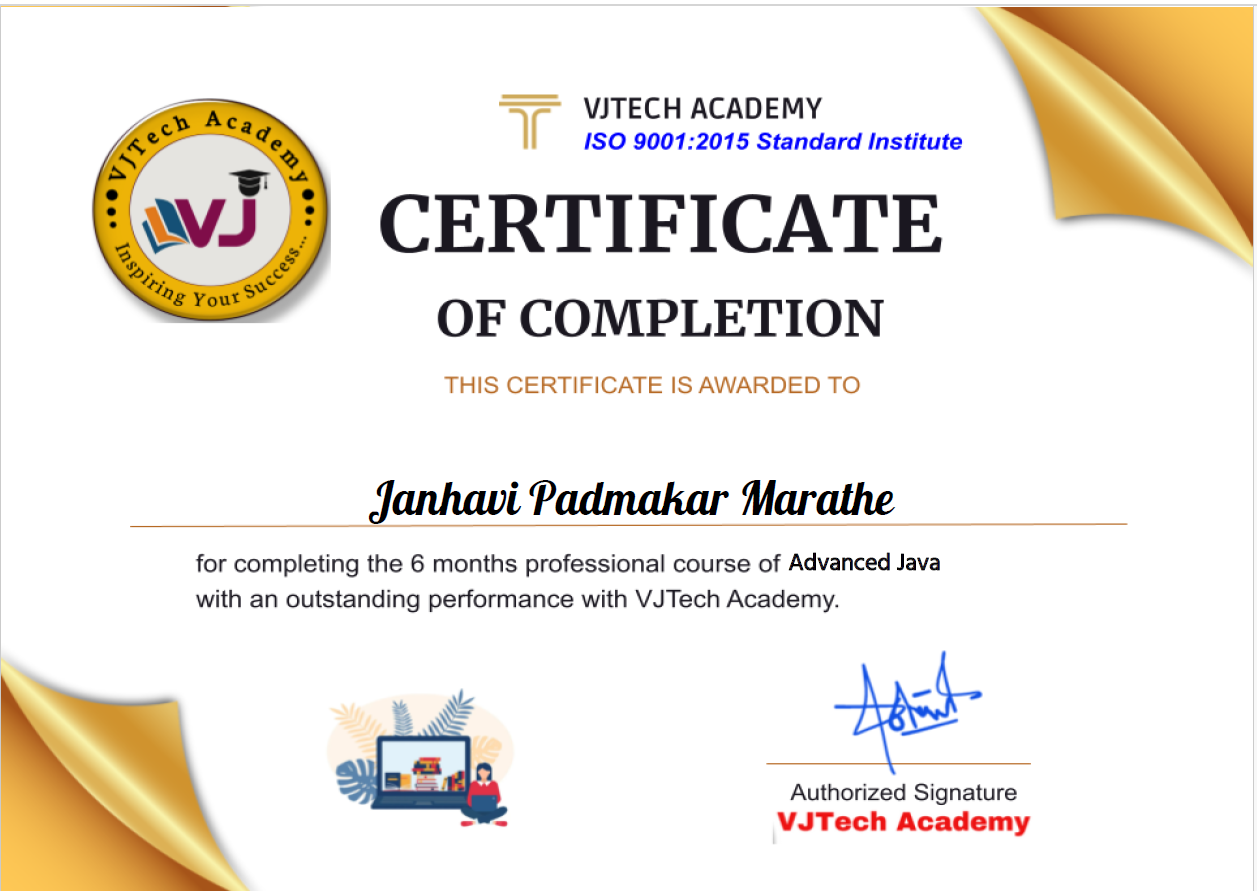 VJTech Academy
VJ
Inspiring Your Success...
VJTECH ACADEMY
ISO 9001:2015 Standard Institute
CERTIFICATE
OF COMPLETION
THIS CERTIFICATE IS AWARDED TO
Janhavi Padmakar Marathe
for completing the 6 months professional course of Advanced Java
with an outstanding performance with VJTech Academy.
Authorized Signature
VJTech Academy